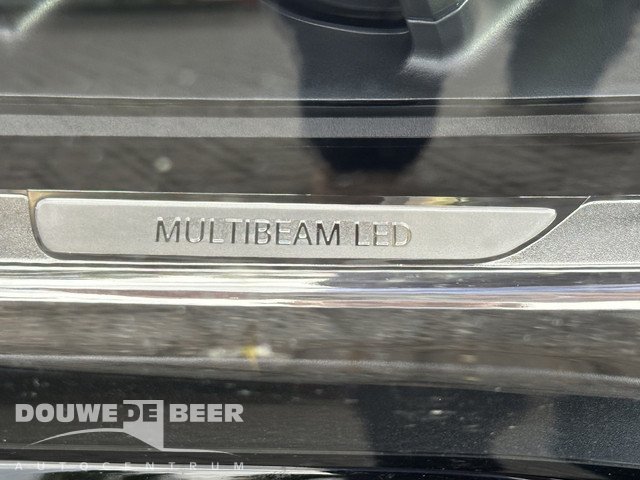 MULTIBEAM LED
DOUWE DE BEER
AUTOCENTRUM